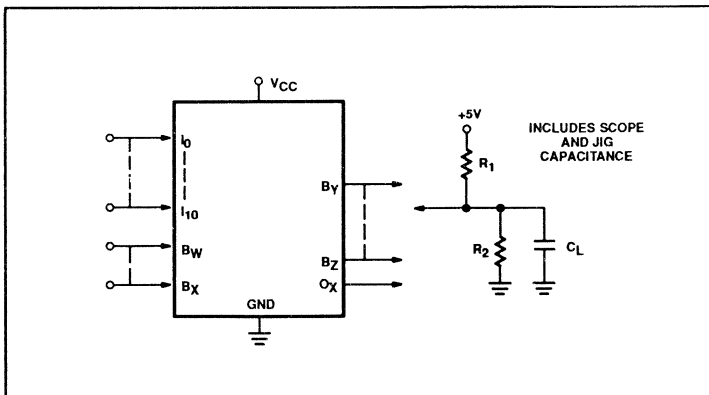 VCC
I0
I10
BW
BX
GND
BY
BZ
OX
+5V
R1
R2
CL
INCLUDES SCOPE
AND JIG
CAPACITANCE